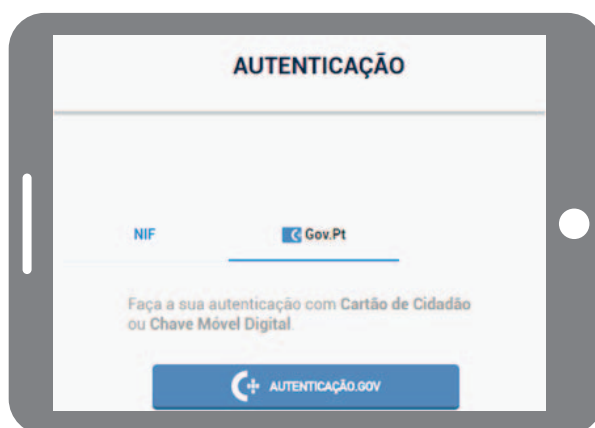 AUTENTICAÇÃO
NIF
Gov.Pt
Faça a sua autenticação com Cartão de Cidadão
ou Chave Móvel Digital.
AUTENTICAÇÃO.GOV